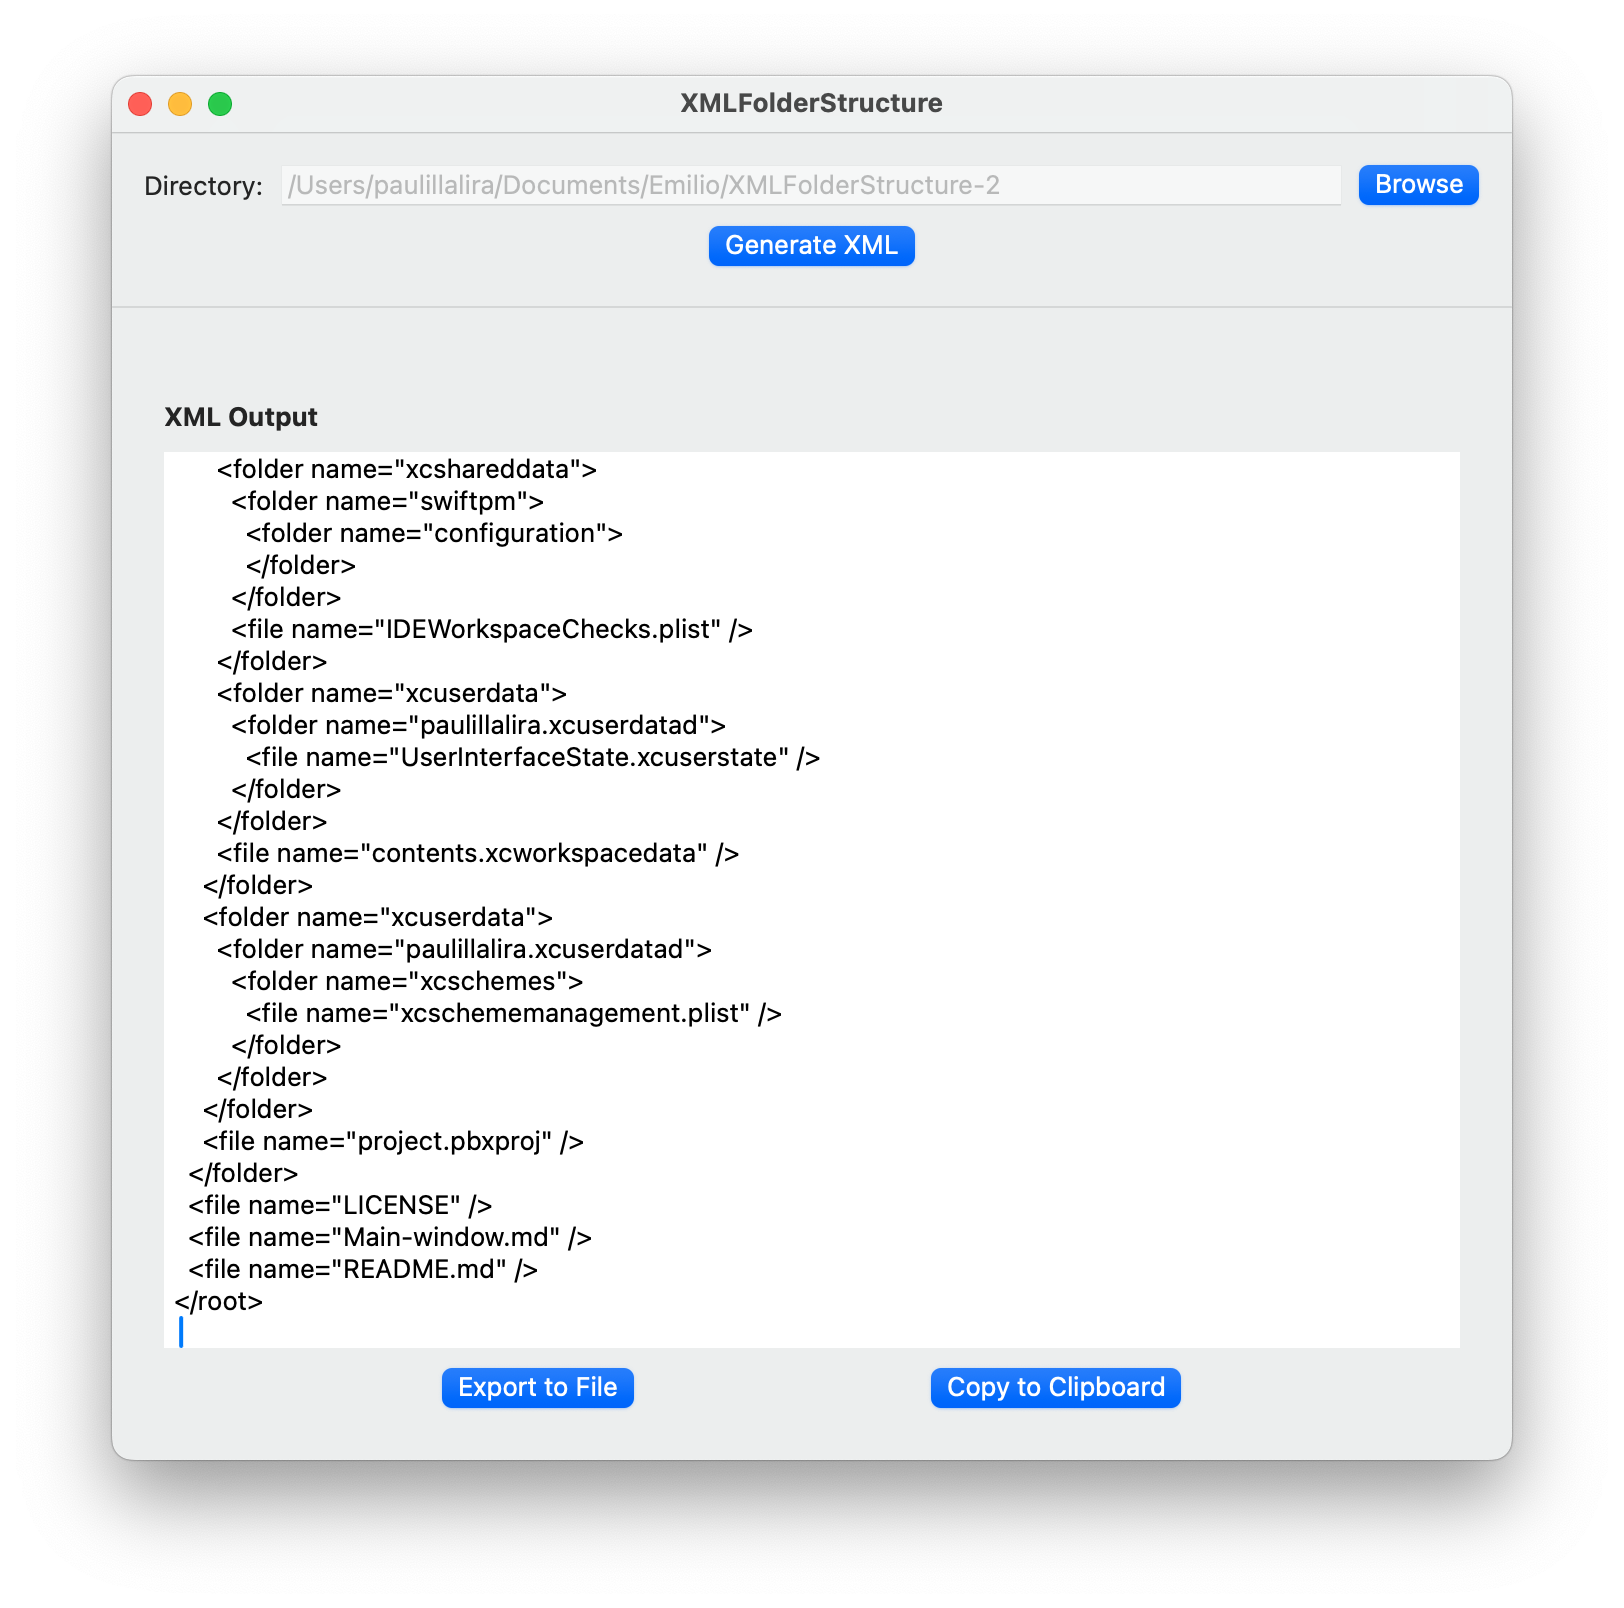 XMLFolderStructure
Directory: /Users/paulillalira/Documents/Emilio/XMLFolderStructure-2 Browse
Generate XML
XML Output
<folder name="xcshareddata">
<folder name="swiftpm">
<folder name="configuration">
</folder>
</folder>
<file name="IDEWorkspaceChecks.plist" />
</folder>
<folder name="xcuserdata">
<folder name="paulillalira.xcuserdatad">
<file name="UserInterfaceState.xcuserstate" />
</folder>
</folder>
<file name="contents.xcworkspacedata" />
</folder>
<folder name="xcuserdata">
<folder name="paulillalira.xcuserdatad">
<folder name="xcschemes">
<file name="xcschememanagement.plist" />
</folder>
</folder>
</folder>
<file name="project.pbxproj" />
</folder>
<file name="LICENSE" />
<file name="Main-window.md" />
<file name="README.md" />
</root>
Export to File Copy to Clipboard